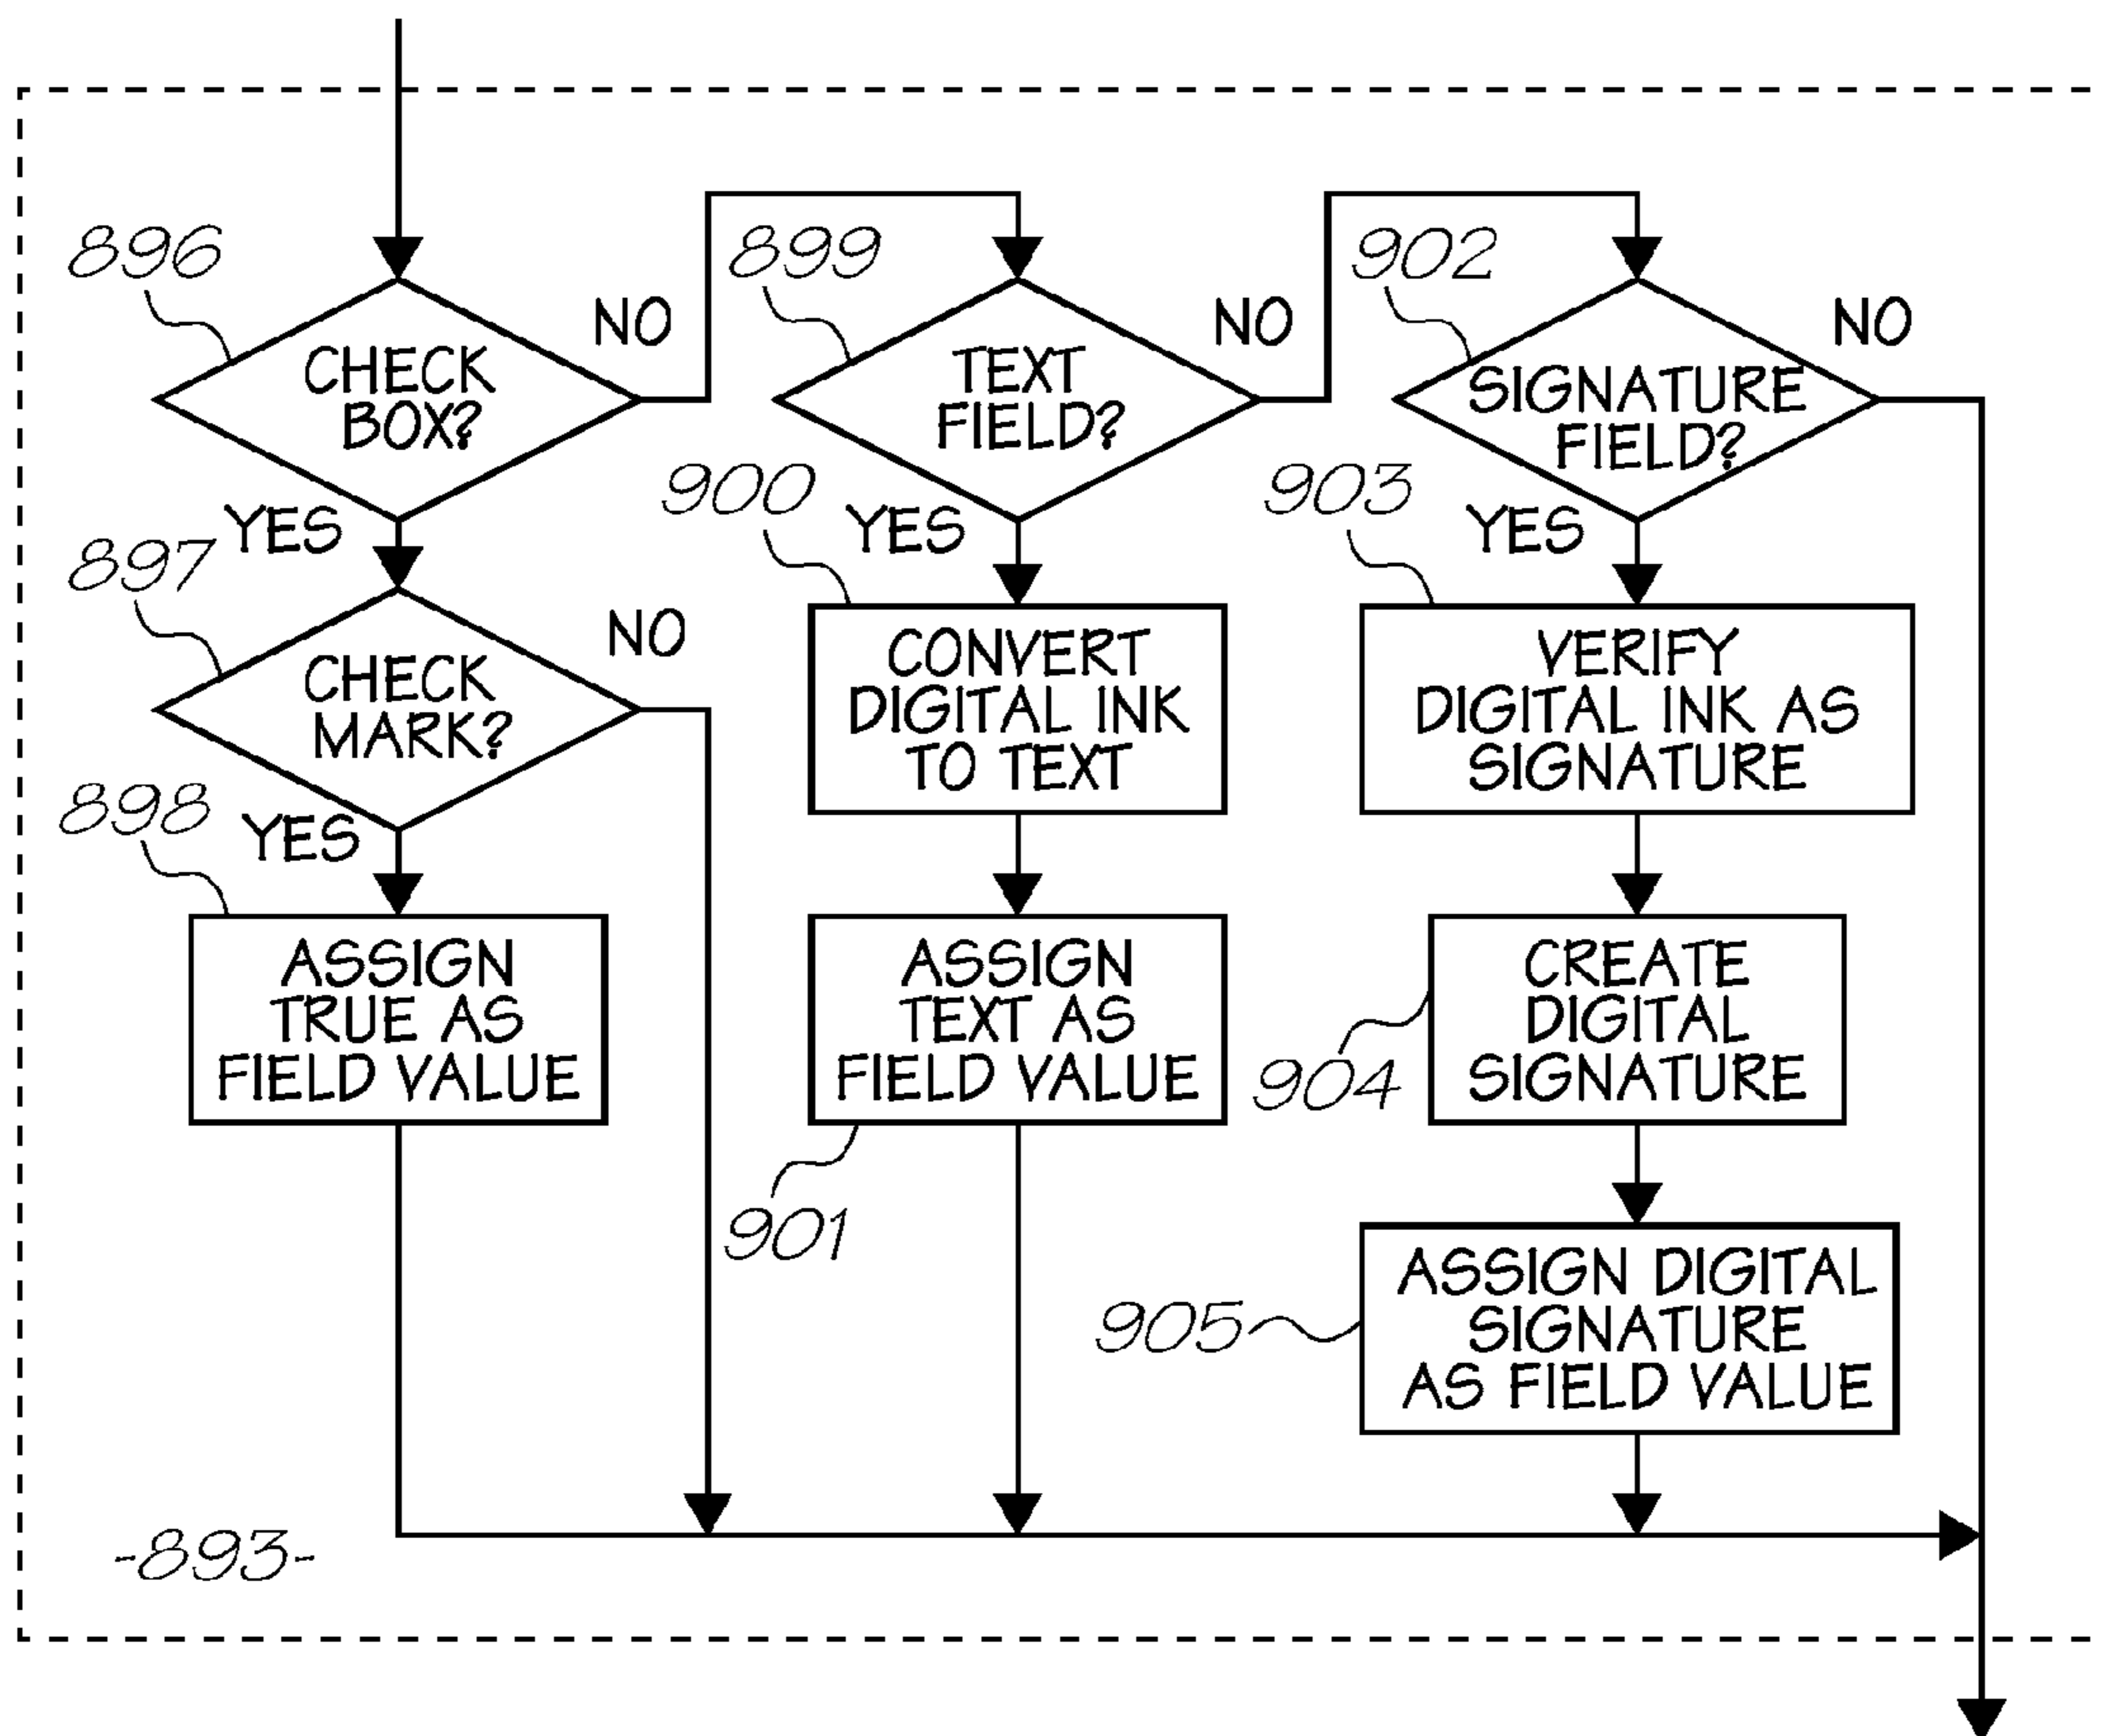 896
CHECK
BOX?
NO
YES
897
CHECK
MARK?
NO
YES
898
ASSIGN
TRUE AS
FIELD VALUE
899
TEXT
FIELD?
NO
YES
900
CONVERT
DIGITAL INK
TO TEXT
ASSIGN
TEXT AS
FIELD VALUE
901
902
SIGNATURE
FIELD?
NO
YES
903
VERIFY
DIGITAL INK AS
SIGNATURE
CREATE
DIGITAL
SIGNATURE
904
ASSIGN DIGITAL
SIGNATURE
AS FIELD VALUE
905
-893-